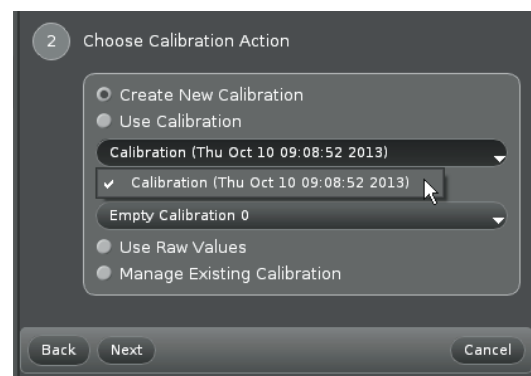 2 Choose Calibration Action
Create New Calibration
Use Calibration
Calibration (Thu Oct 10 09:08:52 2013)
Calibration (Thu Oct 10 09:08:52 2013)
Empty Calibration 0
Use Raw Values
Manage Existing Calibration
Back Next Cancel